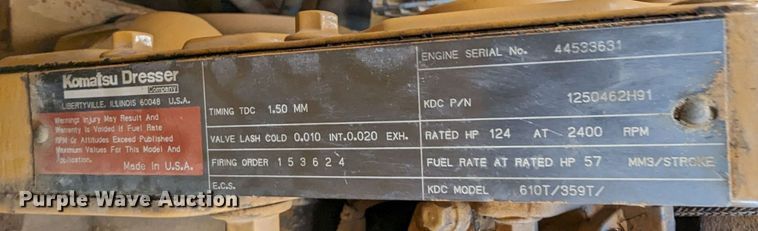 Komatsu Dresser
Company
LIBERTYVILLE, ILLINOIS 60048 U.S.A.
Warning: Injury May Result and
Warranty is Voided if Fuel Rate
RPM or Altitudes Exceed Published
Maximum Values For This Model and
Application.
Made in U.S.A.
TIMING TDC 1.50 MM
VALVE LASH COLD 0.010 INT. 0.020 EXH.
FIRING ORDER 1 5 3 6 2 4
E.C.S.
ENGINE SERIAL No. 44533631
KDC P/N 1250462H91
RATED HP 124 AT 2400 RPM
FUEL RATE AT RATED HP 57 MM3/STROKE
KDC MODEL 610T/359T/
Purple Wave Auction